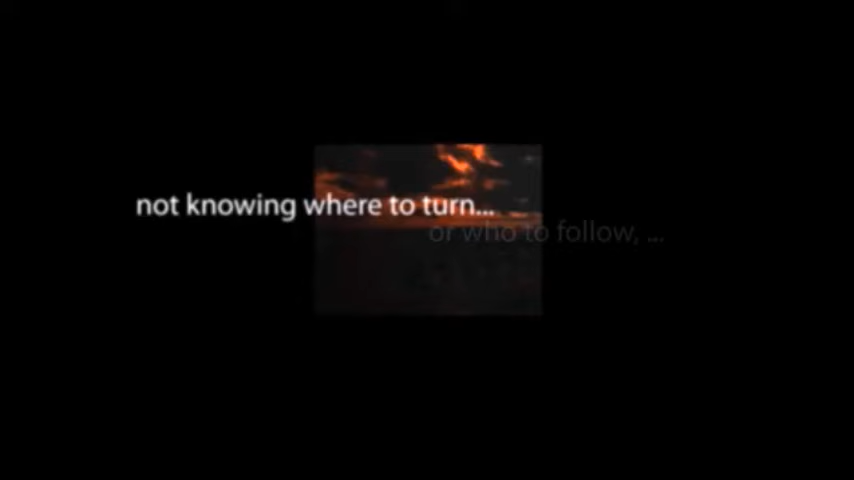 not knowing where to turn...
or who to follow, ...